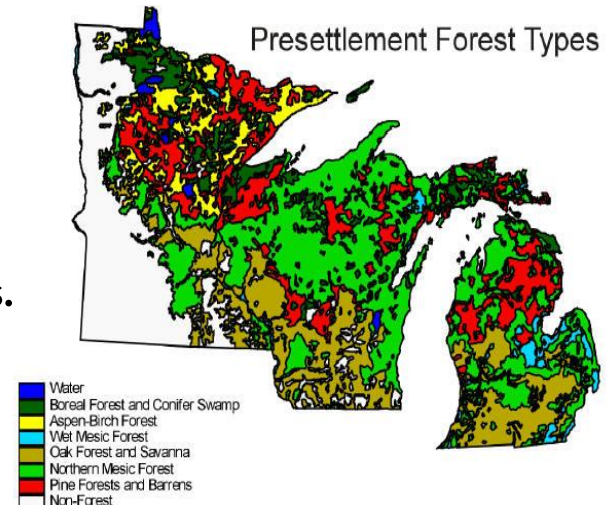 Presettlement Forest Types
s.
Water
Boreal Forest and Conifer Swamp
Aspen-Birch Forest
Wet Mesic Forest
Oak Forest and Savanna
Northern Mesic Forest
Pine Forests and Barrens
Non-Forest